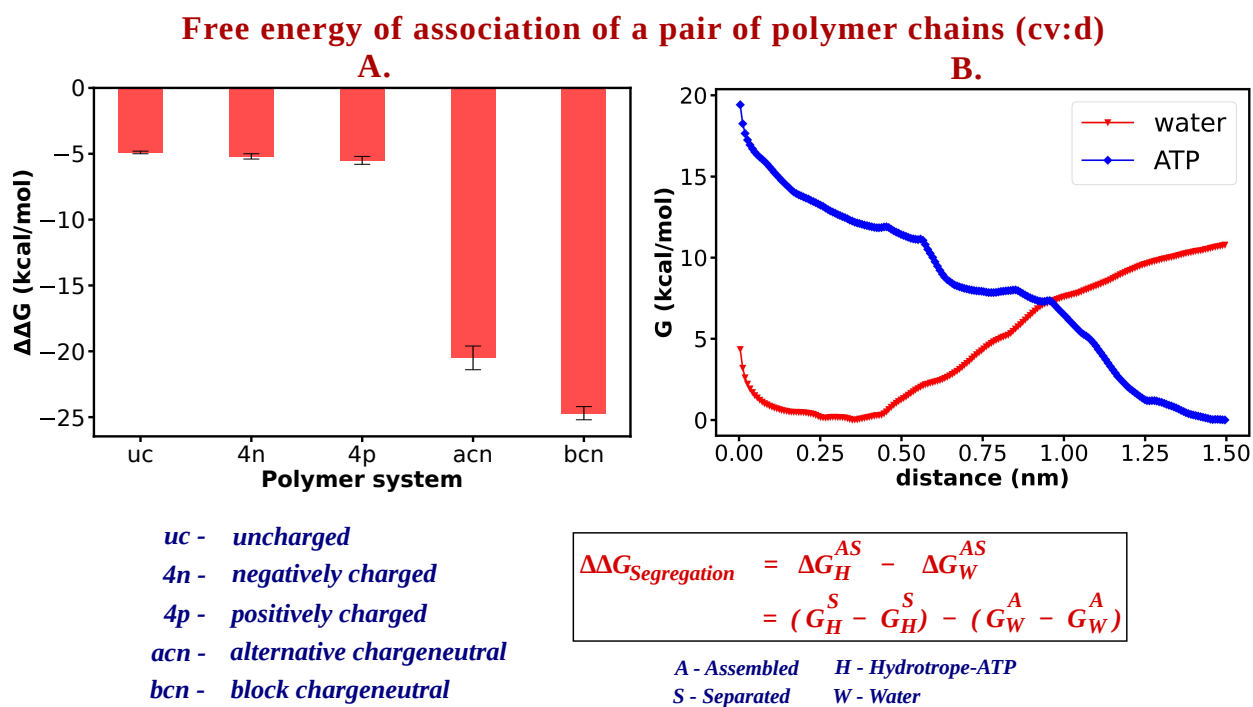 Free energy of association of a pair of polymer chains (cv:d)
A.
0
−5
−10
−15
−20
−25
ΔΔG (kcal/mol)
uc 4n 4p acn bcn
Polymer system
B.
20
15
10
5
0
G (kcal/mol)
water
ATP
0.00 0.25 0.50 0.75 1.00 1.25 1.50
distance (nm)
uc - uncharged
4n - negatively charged
4p - positively charged
acn - alternative chargeneutral
bcn - block chargeneutral
ΔΔG_Segregation = ΔG_H^AS − ΔG_W^AS
= (G_H^S − G_H^S) − (G_W^A − G_W^A)
A - Assembled H - Hydrotrope-ATP
S - Separated W - Water